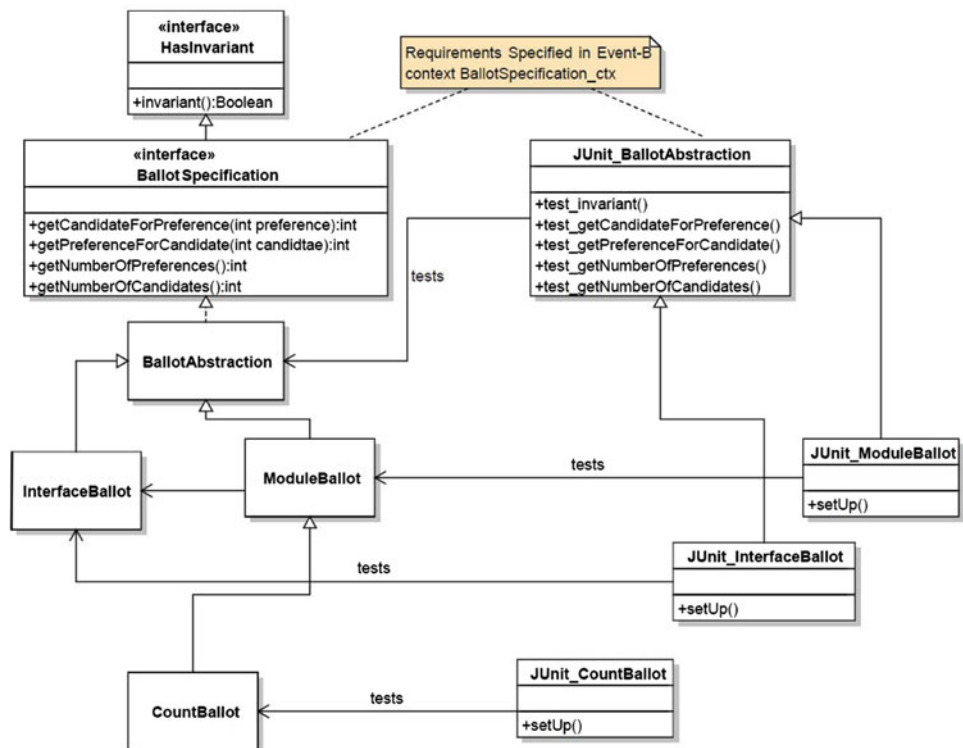 «interface»
HasInvariant
+invariant():Boolean
Requirements Specified in Event-B
context BallotSpecification_ctx
«interface»
BallotSpecification
+getCandidateForPreference(int preference):int
+getPreferenceForCandidate(int candidtae):int
+getNumberOfPreferences():int
+getNumberOfCandidates():int
JUnit_BallotAbstraction
+test_invariant()
+test_getCandidateForPreference()
+test_getPreferenceForCandidate()
+test_getNumberOfPreferences()
+test_getNumberOfCandidates()
tests
BallotAbstraction
InterfaceBallot
ModuleBallot
tests
JUnit_ModuleBallot
+setUp()
tests
JUnit_InterfaceBallot
+setUp()
CountBallot
tests
JUnit_CountBallot
+setUp()